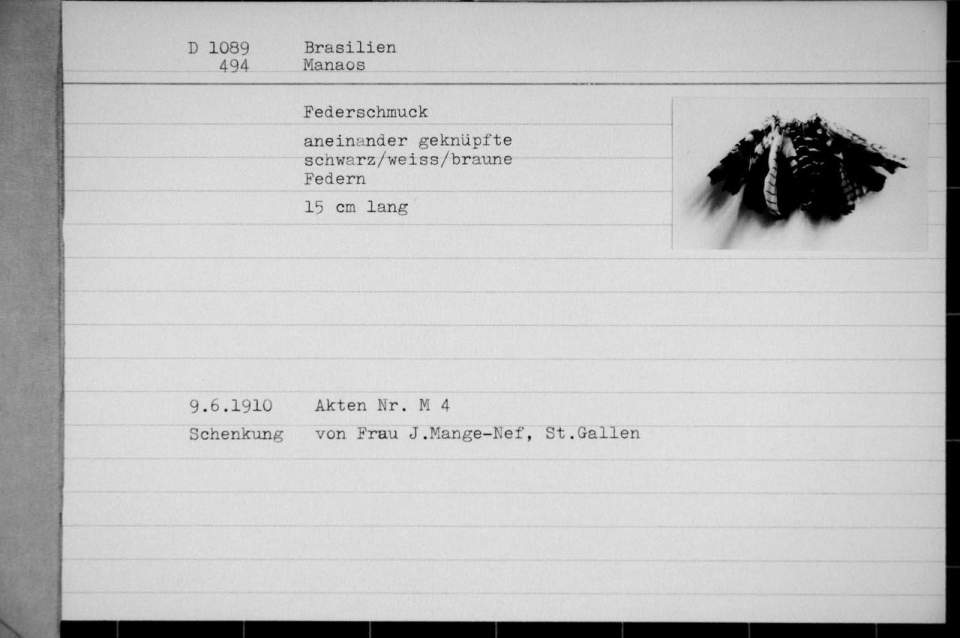 D 1089 Brasilien
494 Manaos
Federschmuck
aneinander geknüpfte
schwarz/weiss/braune
Federn
15 cm lang
9.6.1910 Akten Nr. M 4
Schenkung von Frau J.Mange-Nef, St.Gallen